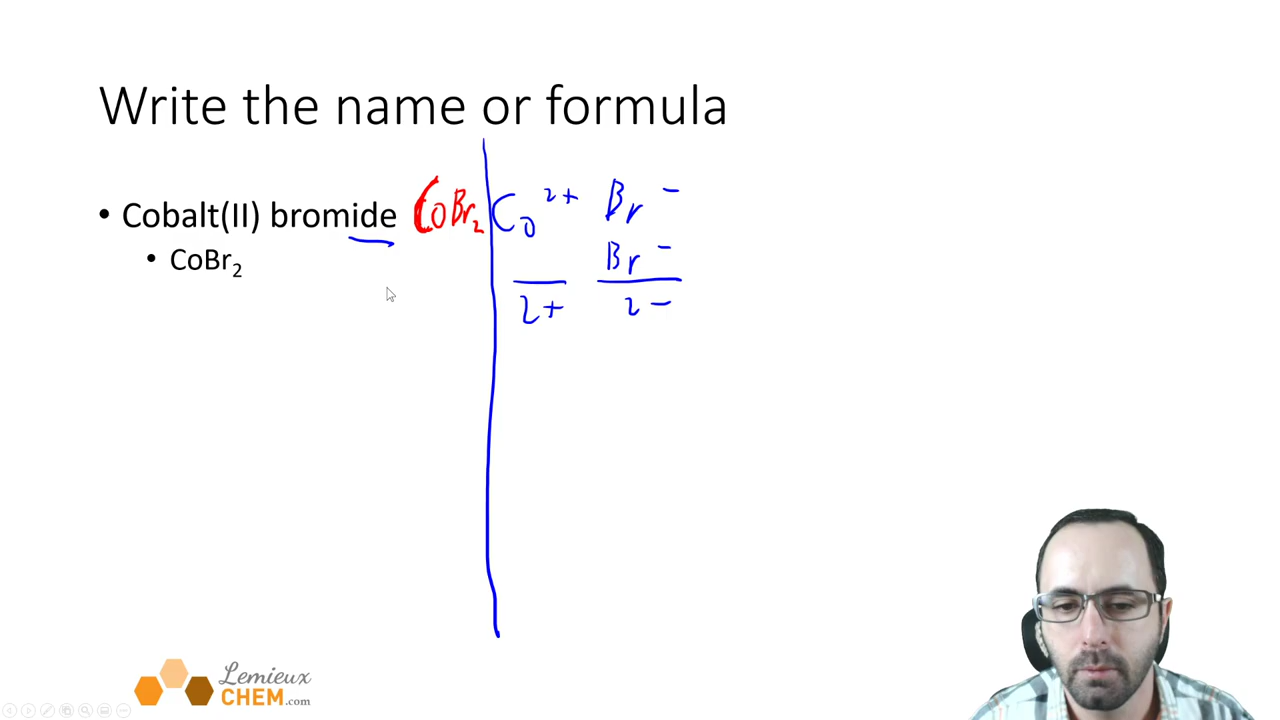 Write the name or formula
• Cobalt(II) bromide CoBr₂ Co²⁺ Br⁻
• CoBr₂ Br⁻
2+ 2−
Lemieux
CHEM.com